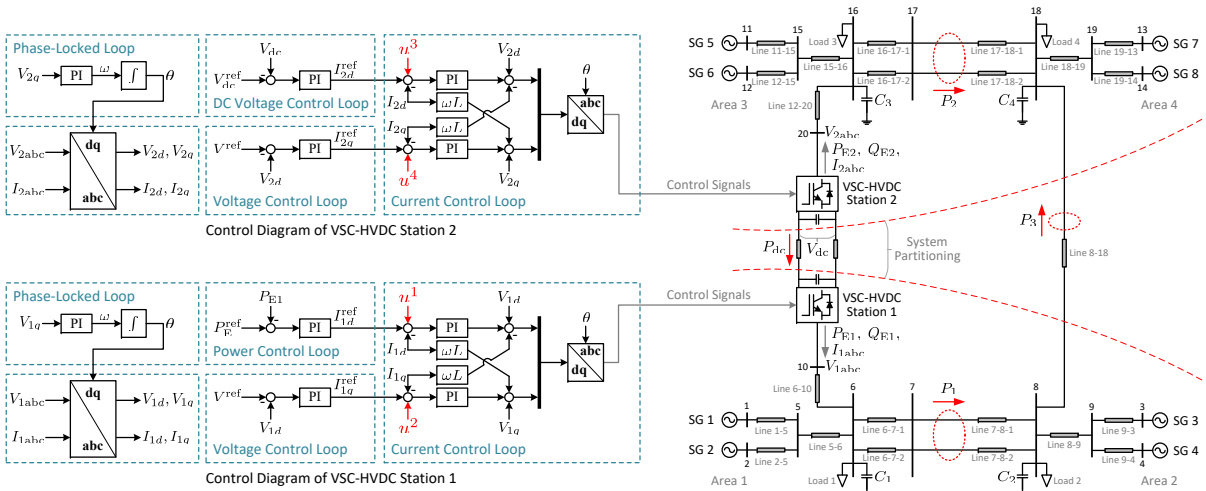 Phase-Locked Loop
V2q
PI
ω
∫
θ
V2abc
I2abc
dq
abc
V2d, V2q
I2d, I2q
Vdc
V ref dc
-
PI
I ref 2d
DC Voltage Control Loop
V ref
-
V2d
PI
I ref 2q
Voltage Control Loop
u3
V2d
-
PI
-
I2d
ωL
I2q
ωL
-
PI
-
u4
V2q
Current Control Loop
θ
abc
dq
Control Diagram of VSC-HVDC Station 2
Control Signals
Phase-Locked Loop
V1q
PI
ω
∫
θ
V1abc
I1abc
dq
abc
V1d, V1q
I1d, I1q
PE1
P ref E
-
PI
I ref 1d
Power Control Loop
V ref
-
V1d
PI
I ref 1q
Voltage Control Loop
u1
V1d
-
PI
-
I1d
ωL
I1q
ωL
-
PI
-
u2
V1q
Current Control Loop
θ
abc
dq
Control Diagram of VSC-HVDC Station 1
Control Signals
16
17
18
11
15
19
13
SG 5
Line 11-15
Load 3
Line 16-17-1
Line 17-18-1
Load 4
Line 19-13
SG 7
Line 15-16
Line 18-19
SG 6
Line 12-15
Line 16-17-2
Line 17-18-2
Line 19-14
SG 8
12
14
Area 3
Line 12-20
C3
P2
C4
Area 4
20
V2abc
PE2, QE2,
I2abc
VSC-HVDC
Station 2
Pdc
Vdc
System
Partitioning
P3
Line 8-18
VSC-HVDC
Station 1
PE1, QE1,
I1abc
10
V1abc
Line 6-10
6
7
P1
8
1
5
9
3
SG 1
Line 1-5
Line 6-7-1
Line 7-8-1
Line 9-3
SG 3
Line 5-6
Line 8-9
SG 2
Line 2-5
Line 6-7-2
Line 7-8-2
Line 9-4
SG 4
2
4
Area 1
Load 1
C1
C2
Load 2
Area 2